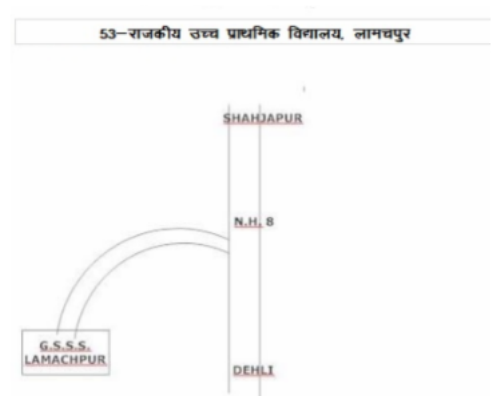 53–राजकीय उच्च प्राथमिक विद्यालय, लामचपुर
SHAHJAPUR
N.H. 8
G.S.S.S.
LAMACHPUR
DEHLI